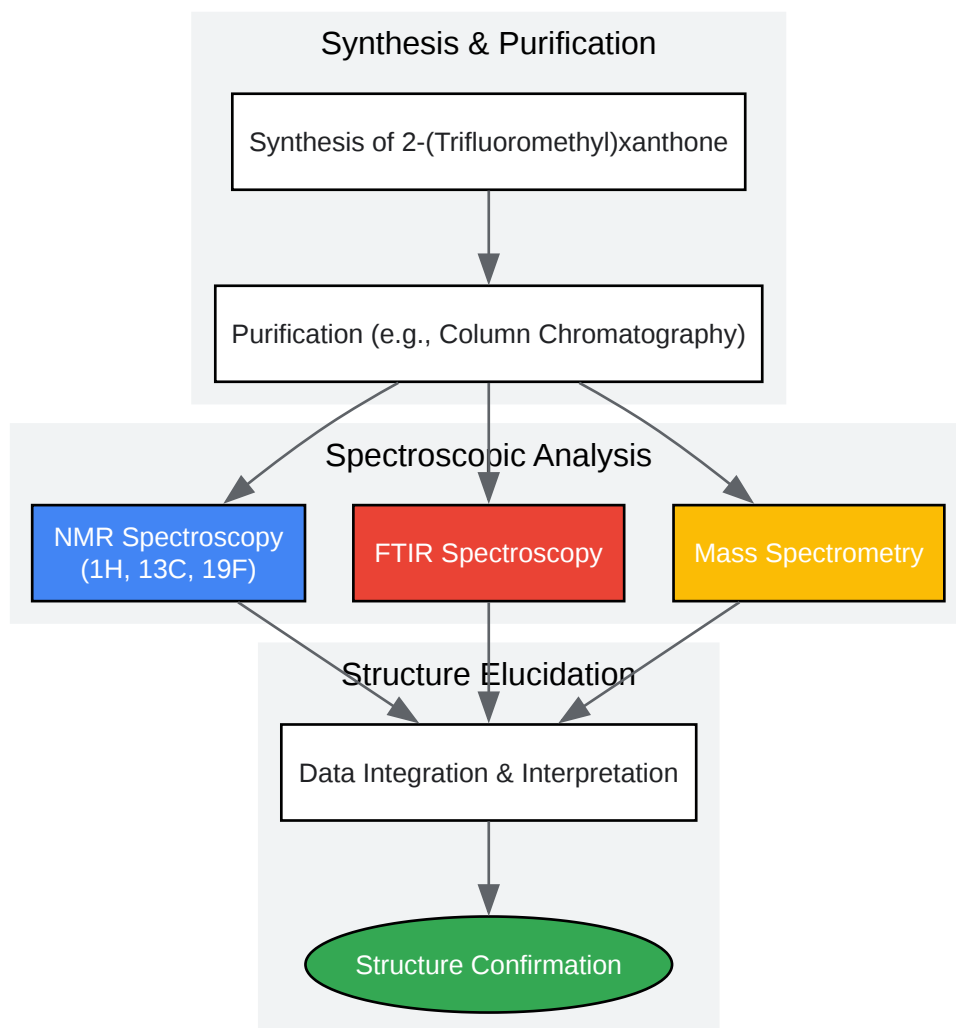 Synthesis & Purification
Synthesis of 2-(Trifluoromethyl)xanthone
Purification (e.g., Column Chromatography)
Spectroscopic Analysis
NMR Spectroscopy
(1H, 13C, 19F)
FTIR Spectroscopy
Mass Spectrometry
Structure Elucidation
Data Integration & Interpretation
Structure Confirmation